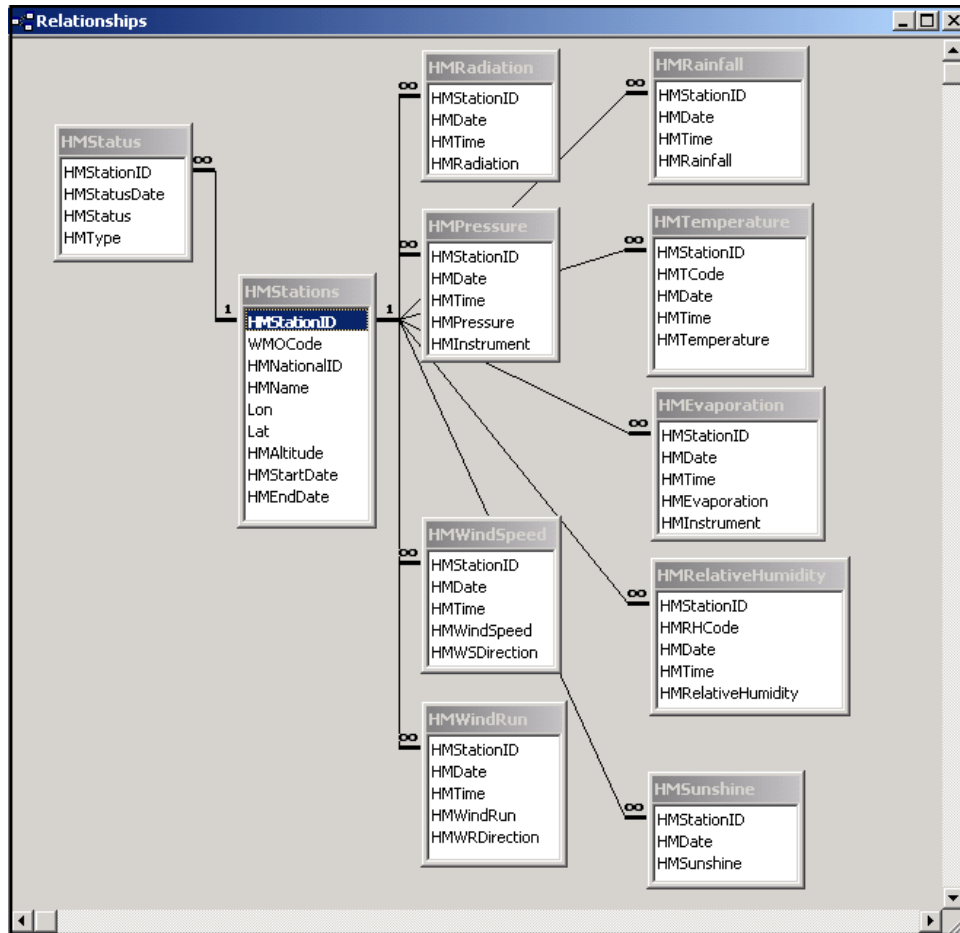 Relationships
HMStatus
HMStationID
HMStatusDate
HMStatus
HMType
∞
1
HMStations
HMStationID
WMOCode
HMNationalID
HMName
Lon
Lat
HMAltitude
HMStartDate
HMEndDate
1
∞
HMRadiation
HMStationID
HMDate
HMTime
HMRadiation
∞
HMPressure
HMStationID
HMDate
HMTime
HMPressure
HMInstrument
∞
HMWindSpeed
HMStationID
HMDate
HMTime
HMWindSpeed
HMWSDirection
∞
HMWindRun
HMStationID
HMDate
HMTime
HMWindRun
HMWRDirection
∞
HMRainfall
HMStationID
HMDate
HMTime
HMRainfall
∞
HMTemperature
HMStationID
HMTCode
HMDate
HMTime
HMTemperature
∞
HMEvaporation
HMStationID
HMDate
HMTime
HMEvaporation
HMInstrument
∞
HMRelativeHumidity
HMStationID
HMRHCode
HMDate
HMTime
HMRelativeHumidity
∞
HMSunshine
HMStationID
HMDate
HMSunshine